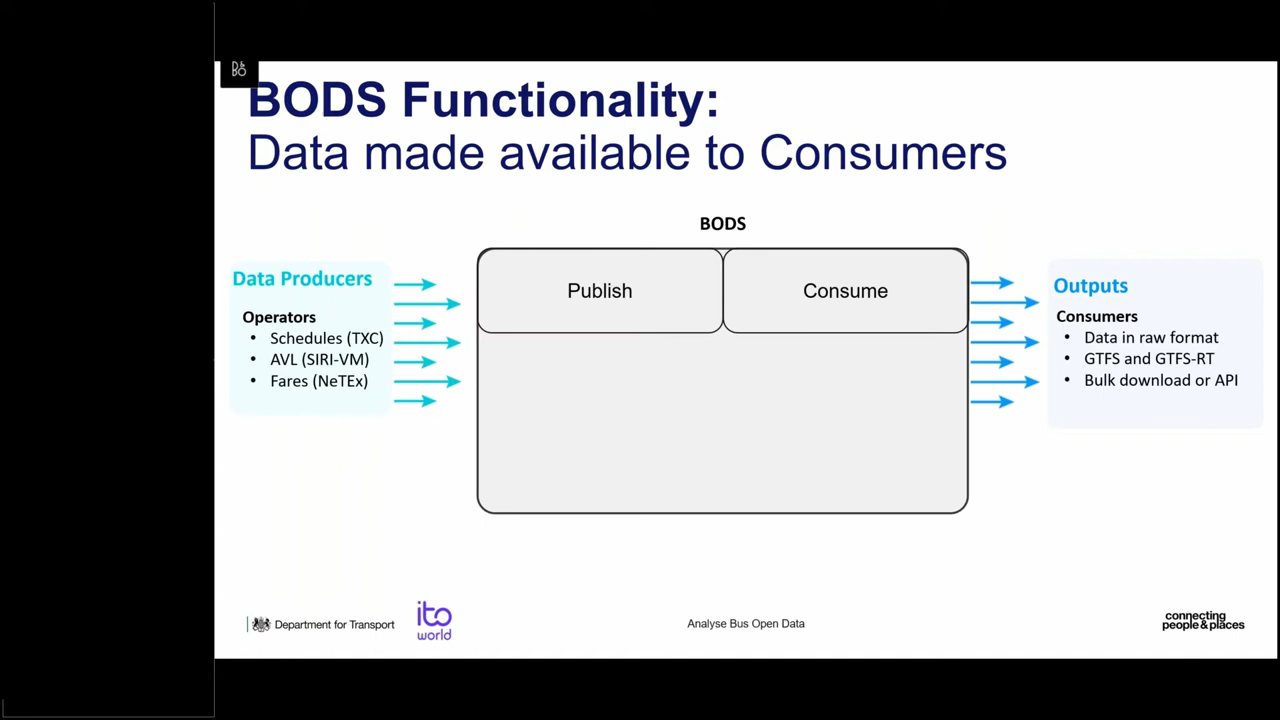 D&BO
BODS Functionality:
Data made available to Consumers
BODS
Data Producers
Operators
• Schedules (TXC)
• AVL (SIRI-VM)
• Fares (NeTEx)
Publish
Consume
Outputs
Consumers
• Data in raw format
• GTFS and GTFS-RT
• Bulk download or API
Department for Transport
ito
world
Analyse Bus Open Data
connecting
people&places